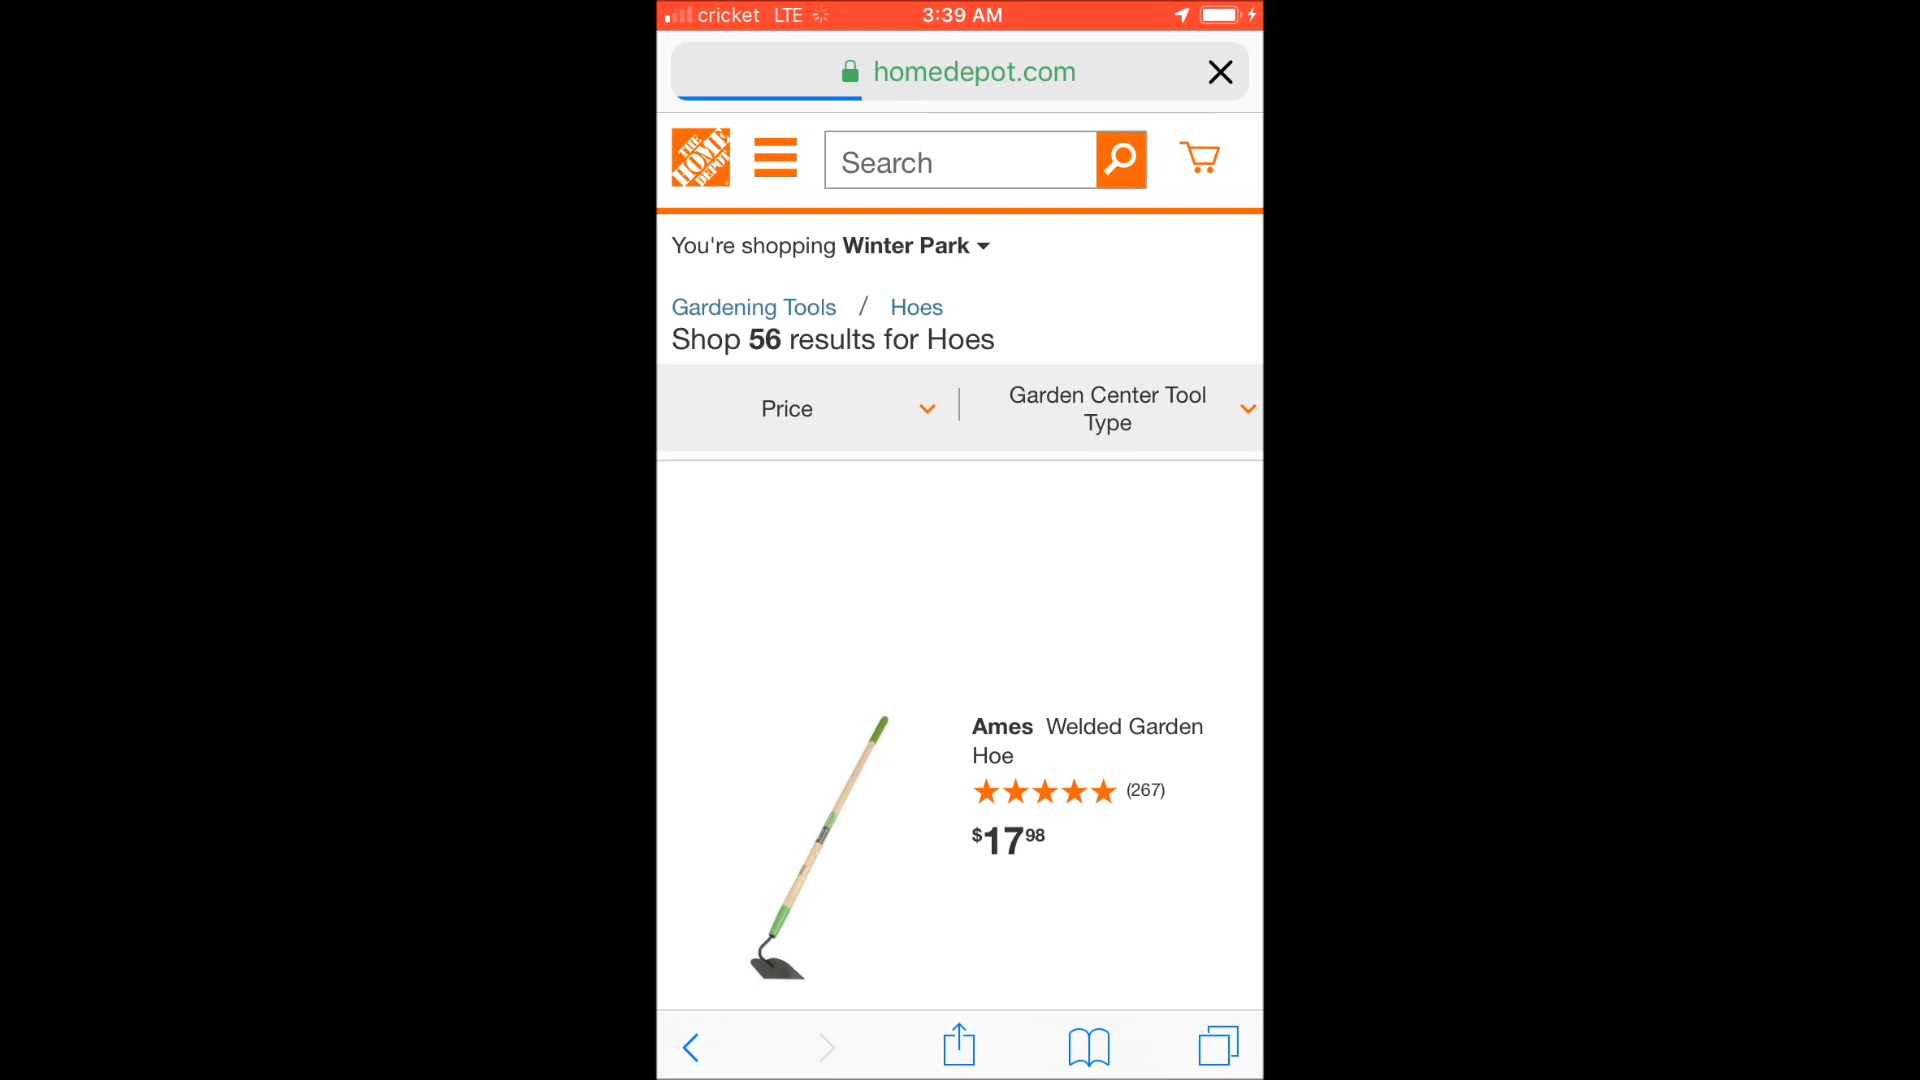 cricket LTE 3:39 AM
homedepot.com
THE HOME DEPOT
Search
You're shopping Winter Park
Gardening Tools / Hoes
Shop 56 results for Hoes
Price
Garden Center Tool
Type
Ames Welded Garden
Hoe
(267)
$17 98